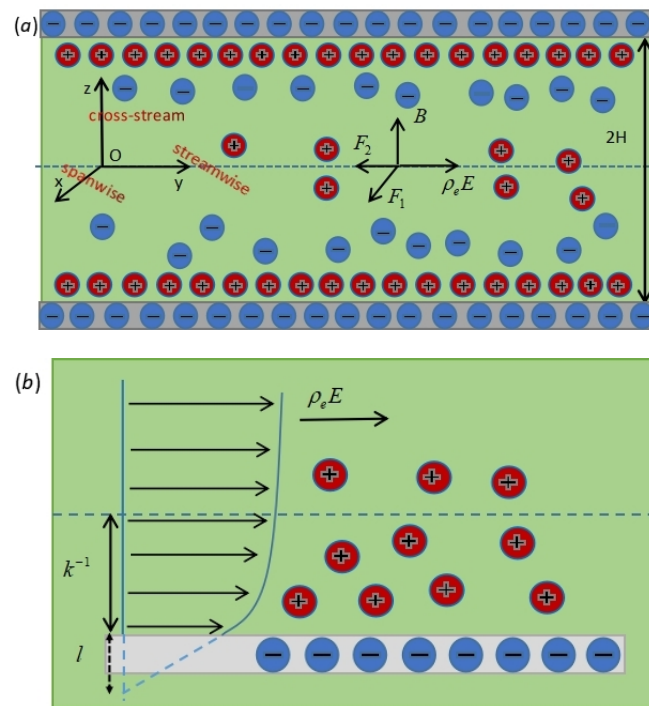 (a)
z
cross-stream
B
2H
O
F₂
streamwise
x
spanwise
y
F₁
ρₑE
(b)
ρₑE
k⁻¹
l